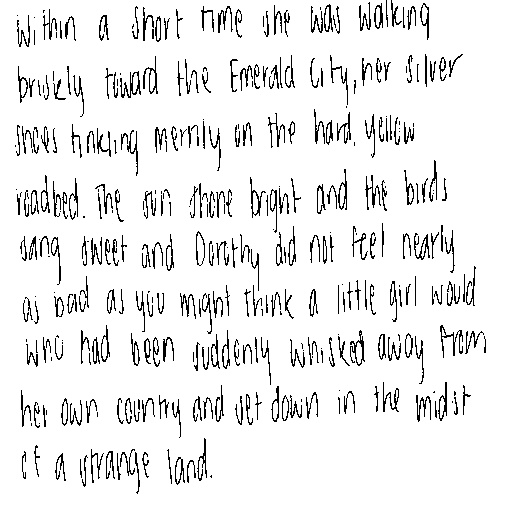 Within a short time she was walking
briskly toward the Emerald City, her silver
shoes tinkling merrily on the hard, yellow
roadbed. The sun shone bright and the birds
sang sweet and Dorothy did not feel nearly
as bad as you might think a little girl would
who had been suddenly whisked away from
her own country and set down in the midst
of a strange land.